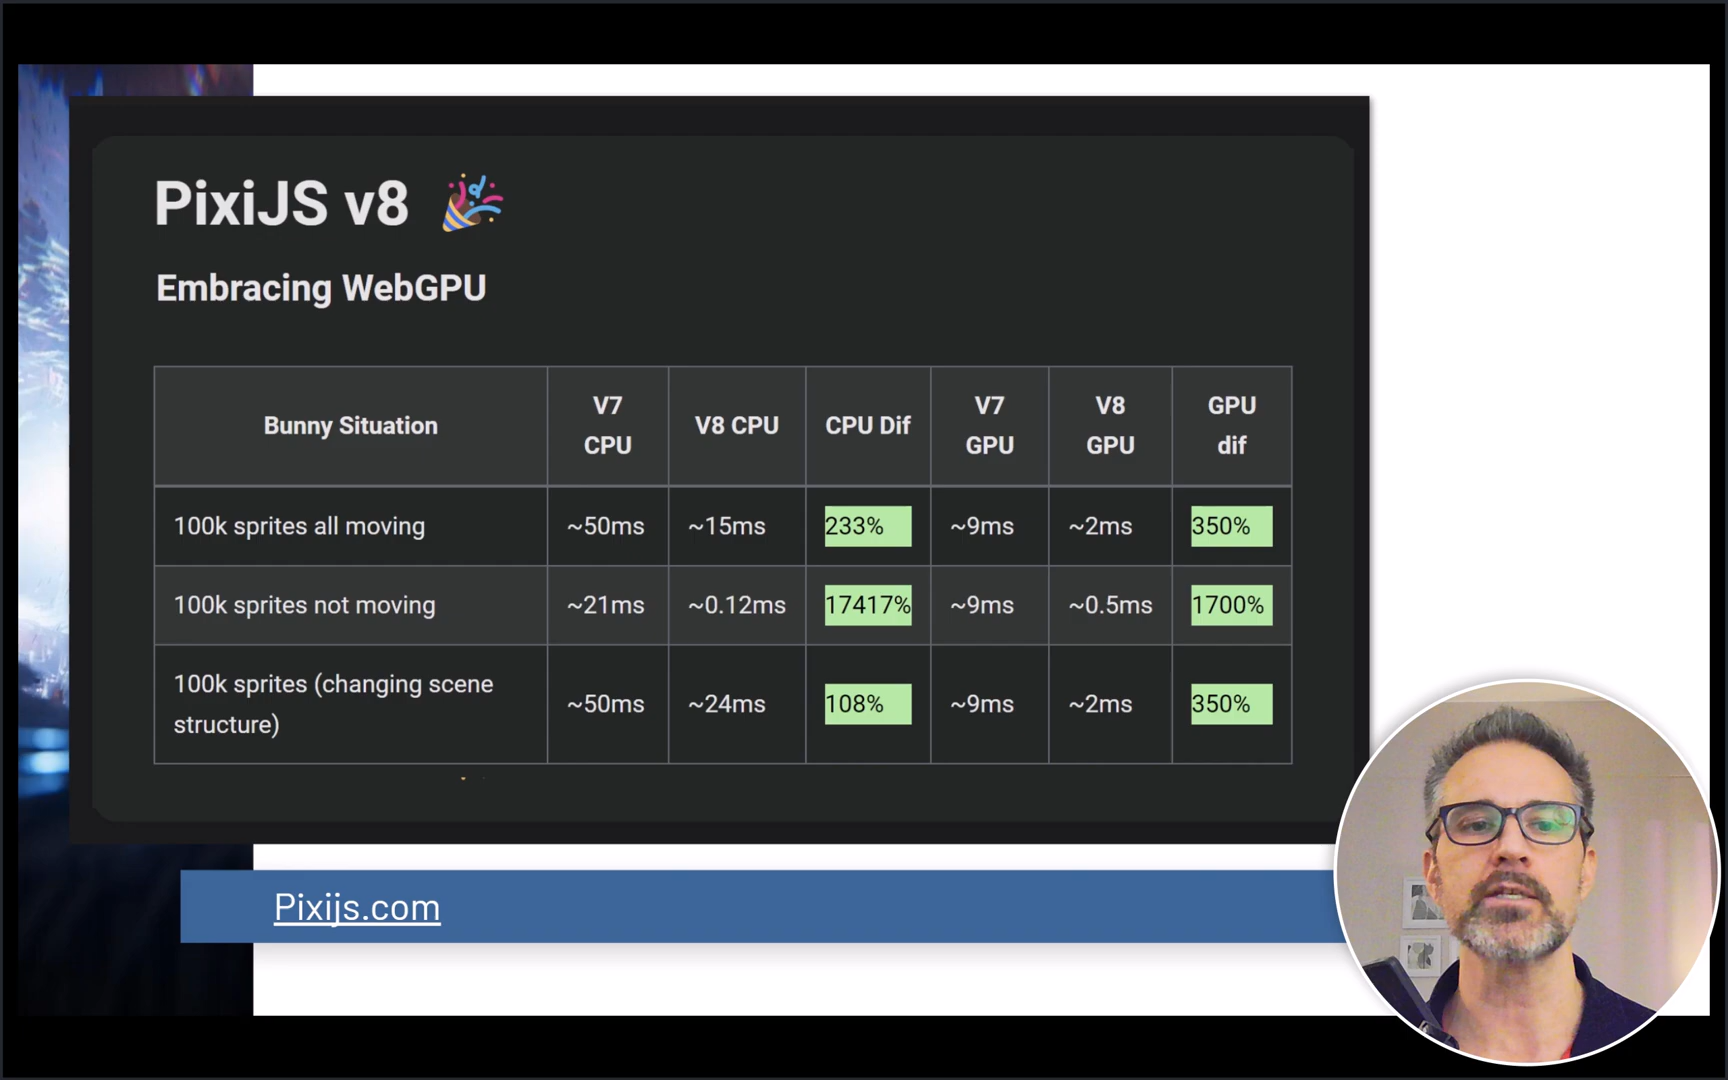 PixiJS v8
Embracing WebGPU
Bunny Situation V7 CPU V8 CPU CPU Dif V7 GPU V8 GPU GPU dif
100k sprites all moving ~50ms ~15ms 233% ~9ms ~2ms 350%
100k sprites not moving ~21ms ~0.12ms 17417% ~9ms ~0.5ms 1700%
100k sprites (changing scene structure) ~50ms ~24ms 108% ~9ms ~2ms 350%
Pixijs.com